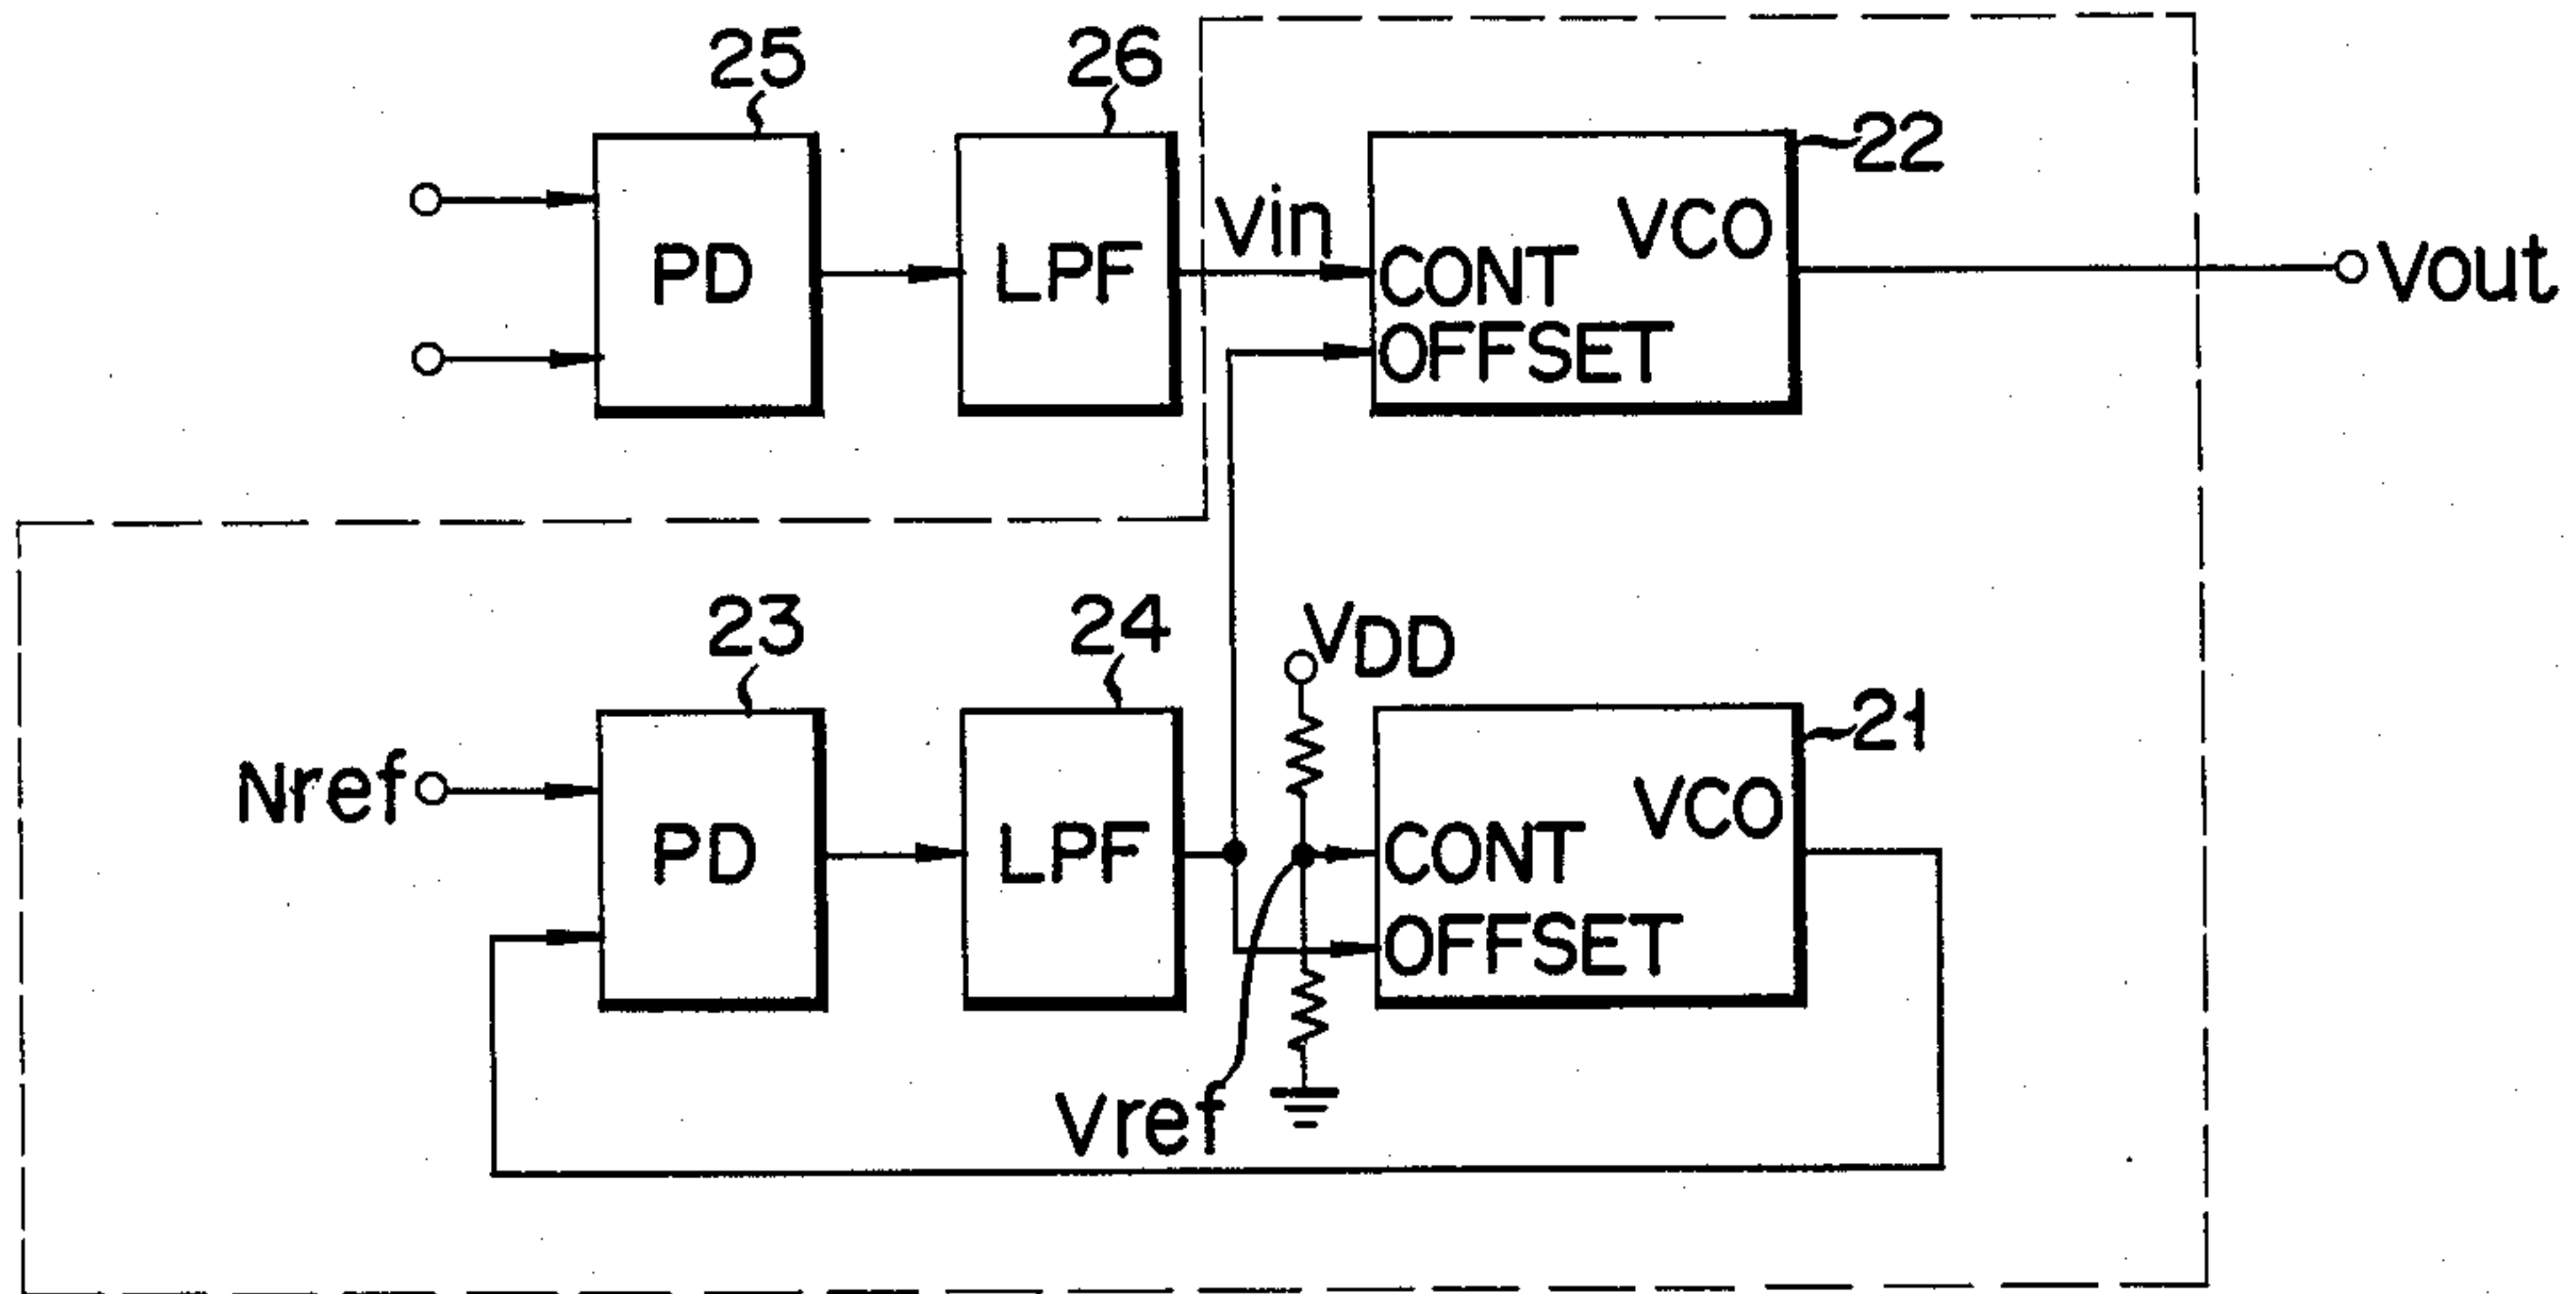 25
26
22
PD
LPF
Vin
CONT
VCO
OFFSET
Vout
23
24
VDD
21
Nref
PD
LPF
CONT
VCO
OFFSET
Vref